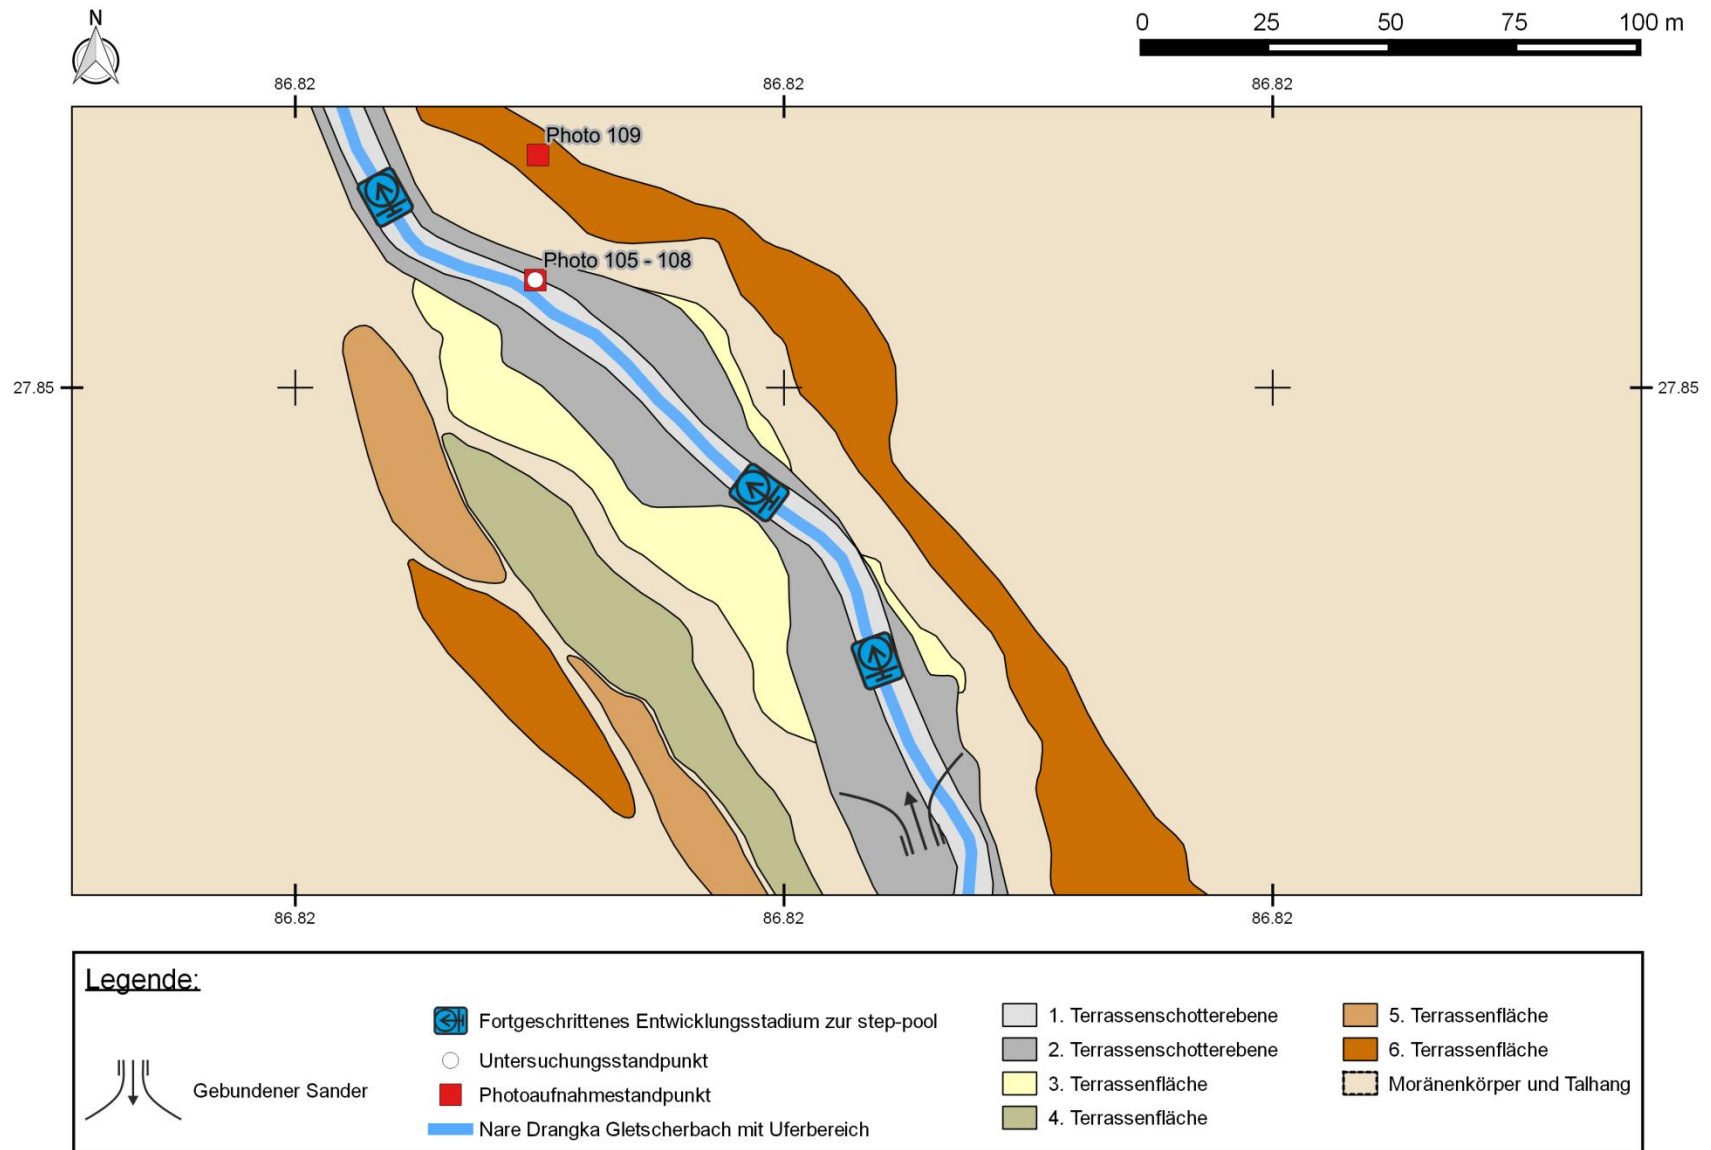 N
0 25 50 75 100 m
86.82 86.82 86.82
Photo 109
Photo 105 - 108
27.85 27.85
86.82 86.82 86.82
Legende:
Gebundener Sander
Fortgeschrittenes Entwicklungsstadium zur step-pool
Untersuchungsstandpunkt
Photoaufnahmestandpunkt
Nare Drangka Gletscherbach mit Uferbereich
1. Terrassenschotterebene
2. Terrassenschotterebene
3. Terrassenfläche
4. Terrassenfläche
5. Terrassenfläche
6. Terrassenfläche
Moränenkörper und Talhang